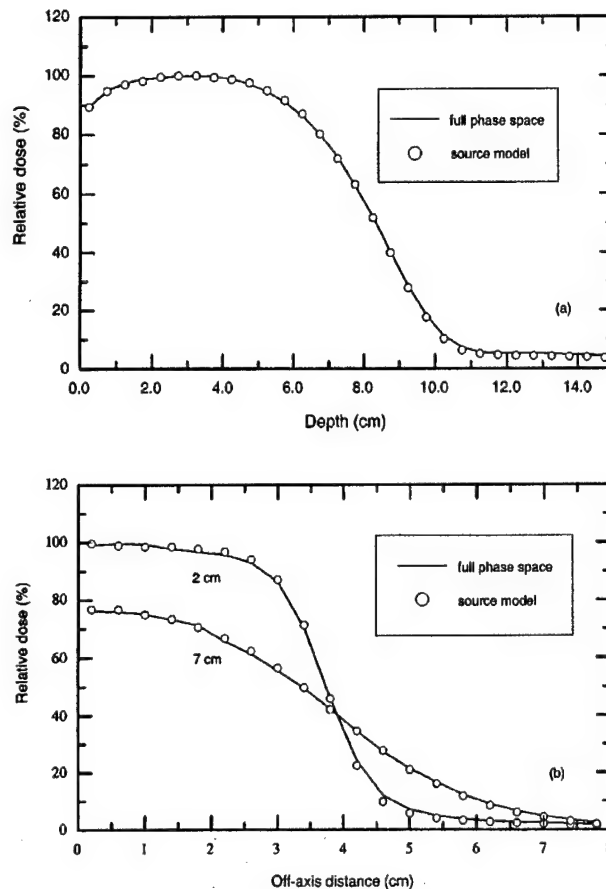 120
100
80
60
40
20
0
Relative dose (%)
full phase space
source model
(a)
0.0 2.0 4.0 6.0 8.0 10.0 12.0 14.0
Depth (cm)
120
100
80
60
40
20
0
Relative dose (%)
2 cm
7 cm
full phase space
source model
(b)
0 1 2 3 4 5 6 7
Off-axis distance (cm)